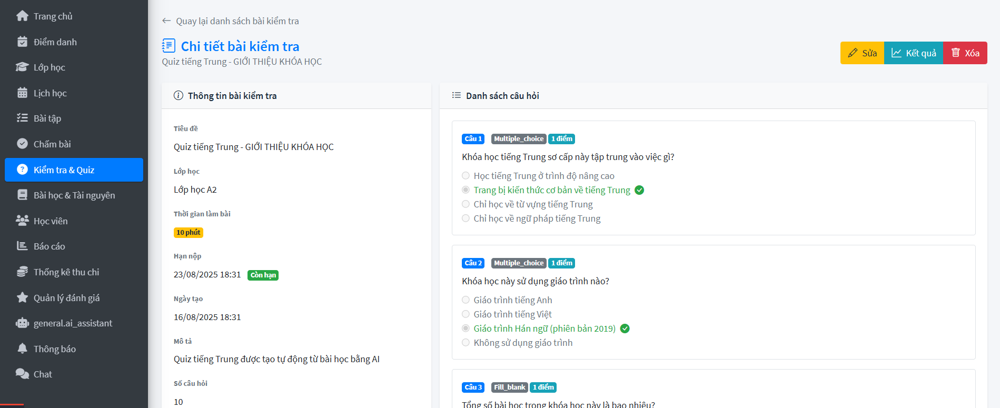 Trang chủ
Điểm danh
Lớp học
Lịch học
Bài tập
Chấm bài
Kiểm tra & Quiz
Bài học & Tài nguyên
Học viên
Báo cáo
Thống kê thu chi
Quản lý đánh giá
general.ai_assistant
Thông báo
Chat
Quay lại danh sách bài kiểm tra
Chi tiết bài kiểm tra
Quiz tiếng Trung - GIỚI THIỆU KHÓA HỌC
Sửa
Kết quả
Xóa
Thông tin bài kiểm tra
Tiêu đề
Quiz tiếng Trung - GIỚI THIỆU KHÓA HỌC
Lớp học
Lớp học A2
Thời gian làm bài
10 phút
Hạn nộp
23/08/2025 18:31 Còn hạn
Ngày tạo
16/08/2025 18:31
Mô tả
Quiz tiếng Trung được tạo tự động từ bài học bằng AI
Số câu hỏi
10
Danh sách câu hỏi
Câu 1 Multiple_choice 1 điểm
Khóa học tiếng Trung sơ cấp này tập trung vào việc gì?
Học tiếng Trung ở trình độ nâng cao
Trang bị kiến thức cơ bản về tiếng Trung
Chỉ học về từ vựng tiếng Trung
Chỉ học về ngữ pháp tiếng Trung
Câu 2 Multiple_choice 1 điểm
Khóa học này sử dụng giáo trình nào?
Giáo trình tiếng Anh
Giáo trình tiếng Việt
Giáo trình Hán ngữ (phiên bản 2019)
Không sử dụng giáo trình
Câu 3 Fill_blank 1 điểm
Tổng số bài học trong khóa học này là bao nhiêu?